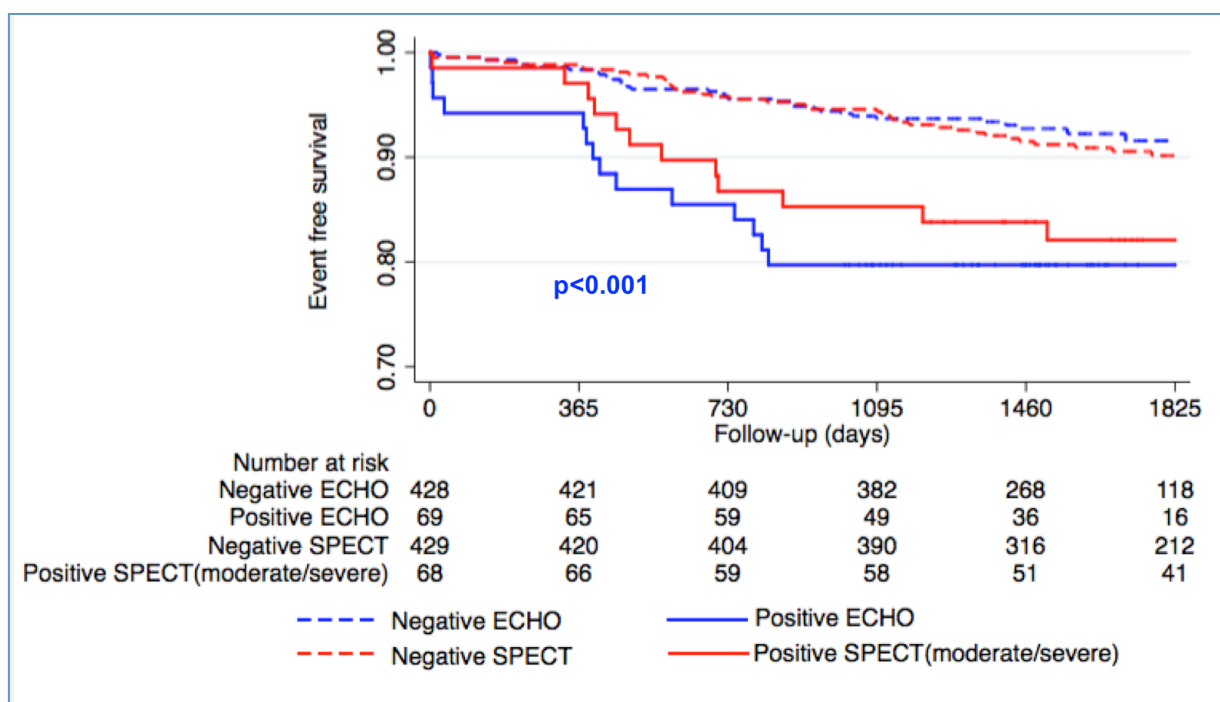 1.00
0.90
0.80
0.70
Event free survival
p<0.001
0 365 730 1095 1460 1825
Follow-up (days)
Number at risk
Negative ECHO 428 421 409 382 268 118
Positive ECHO 69 65 59 49 36 16
Negative SPECT 429 420 404 390 316 212
Positive SPECT(moderate/severe) 68 66 59 58 51 41
Negative ECHO Positive ECHO
Negative SPECT Positive SPECT(moderate/severe)